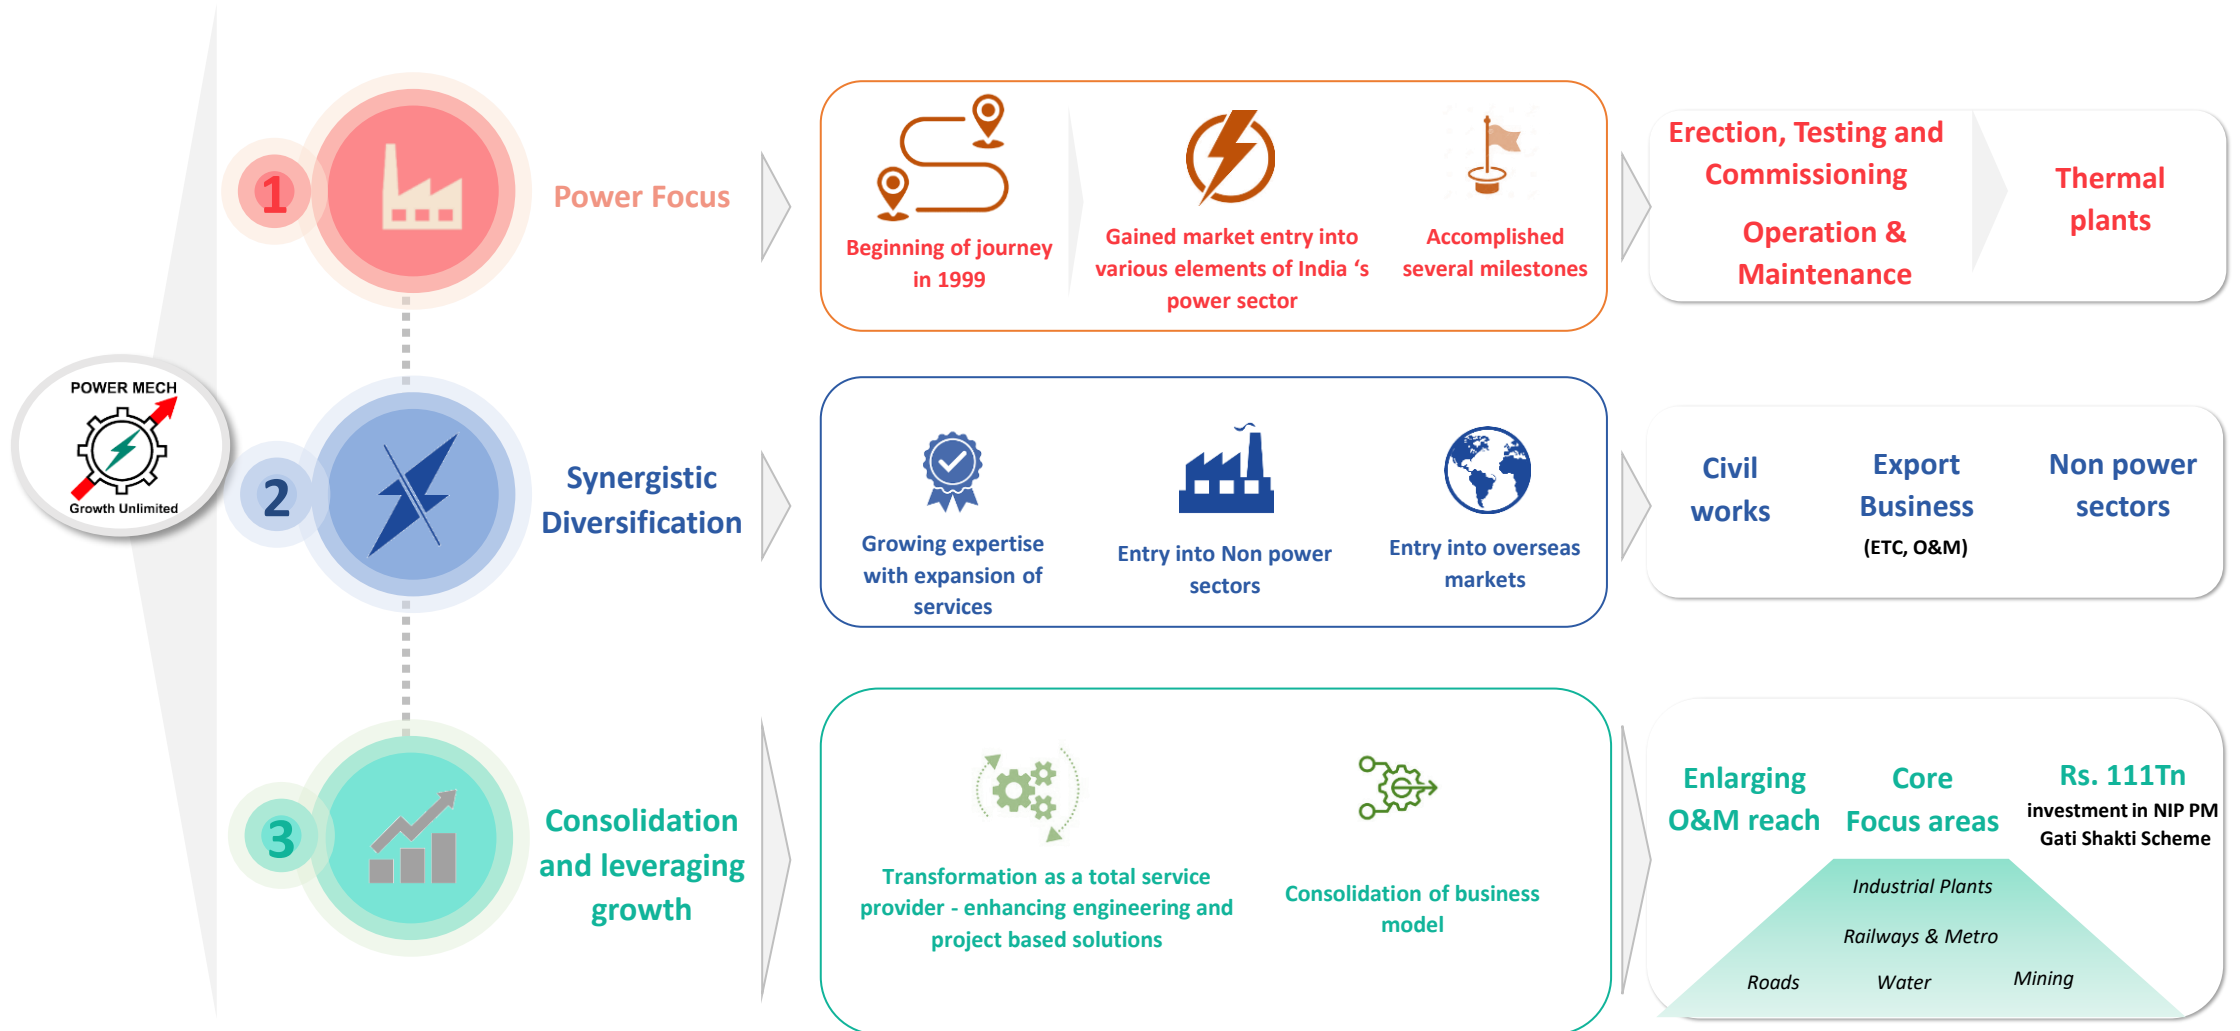 POWER MECH
Growth Unlimited
1
Power Focus
Beginning of journey
in 1999
Gained market entry into
various elements of India ‘s
power sector
Accomplished
several milestones
Erection, Testing and
Commissioning
Operation &
Maintenance
Thermal
plants
2
Synergistic
Diversification
Growing expertise
with expansion of
services
Entry into Non power
sectors
Entry into overseas
markets
Civil
works
Export
Business
(ETC, O&M)
Non power
sectors
3
Consolidation
and leveraging
growth
Transformation as a total service
provider - enhancing engineering and
project based solutions
Consolidation of business
model
Enlarging
O&M reach
Core
Focus areas
Rs. 111Tn
investment in NIP PM
Gati Shakti Scheme
Industrial Plants
Railways & Metro
Roads
Water
Mining